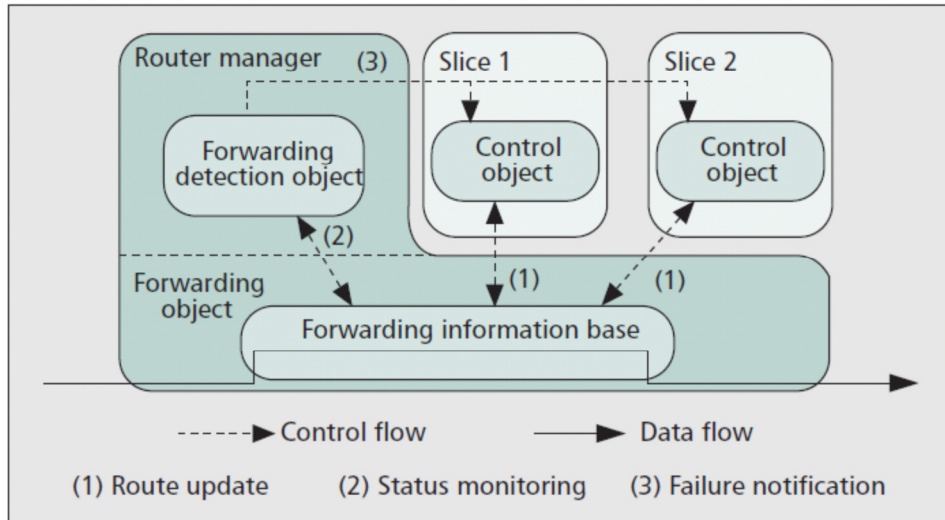 Router manager
(3)
Slice 1
Slice 2
Forwarding
detection object
Control
object
Control
object
(2)
Forwarding
object
(1)
(1)
Forwarding information base
Control flow
Data flow
(1) Route update
(2) Status monitoring
(3) Failure notification